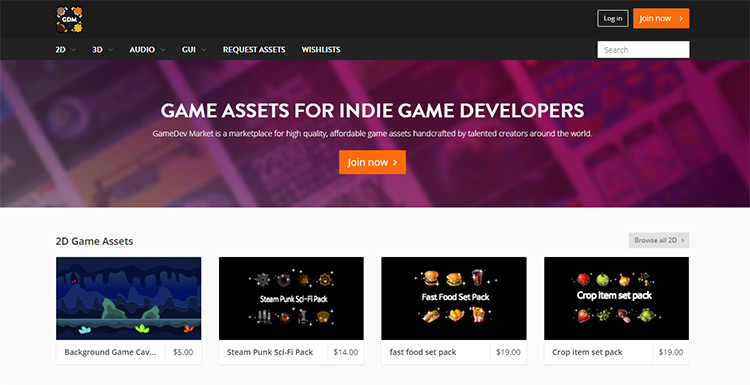 GDM
Log in
Join now
2D
3D
AUDIO
GUI
REQUEST ASSETS
WISHLISTS
Search
GAME ASSETS FOR INDIE GAME DEVELOPERS
GameDev Market is a marketplace for high quality, affordable game assets handcrafted by talented creators around the world.
Join now
2D Game Assets
Browse all 2D
Steam Punk Sci-Fi Pack
Fast Food Set Pack
Crop Item set pack
Background Game Cav...
$5.00
Steam Punk Sci-Fi Pack
$14.00
fast food set pack
$19.00
Crop item set pack
$19.00